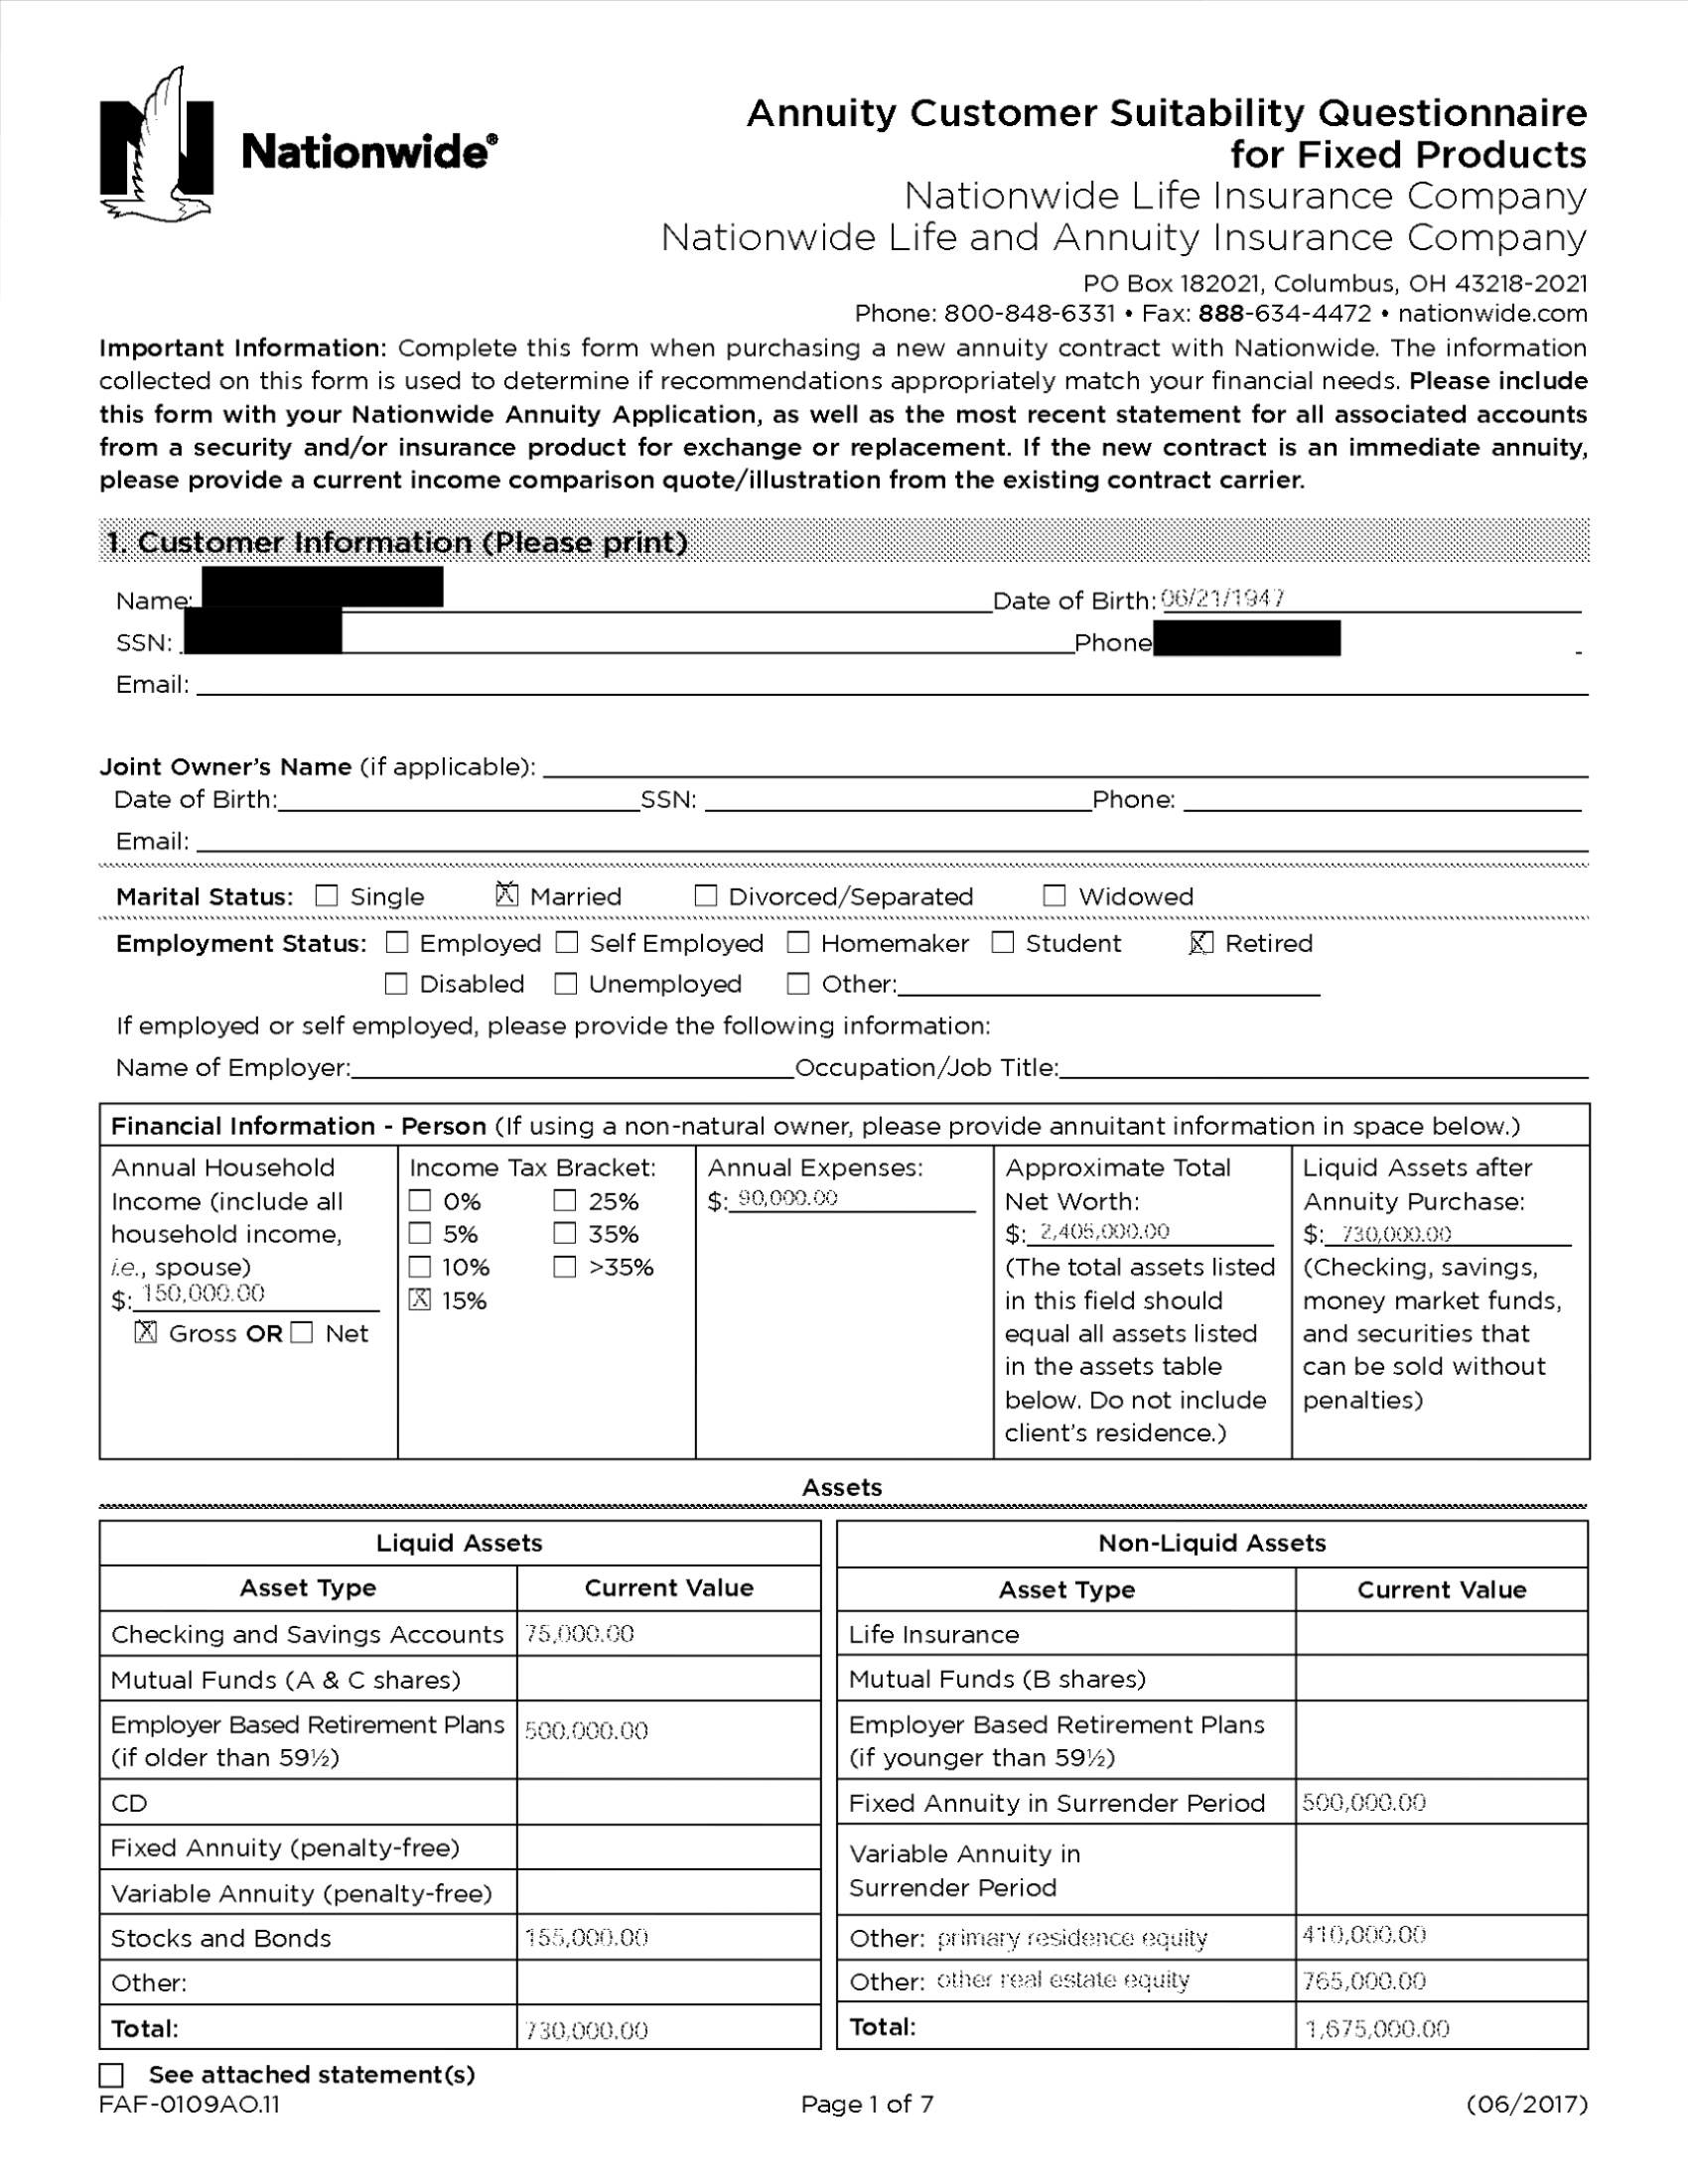 Nationwide®
Annuity Customer Suitability Questionnaire
for Fixed Products
Nationwide Life Insurance Company
Nationwide Life and Annuity Insurance Company
PO Box 182021, Columbus, OH 43218-2021
Phone: 800-848-6331 • Fax: 888-634-4472 • nationwide.com
Important Information: Complete this form when purchasing a new annuity contract with Nationwide. The information
collected on this form is used to determine if recommendations appropriately match your financial needs. Please include
this form with your Nationwide Annuity Application, as well as the most recent statement for all associated accounts
from a security and/or insurance product for exchange or replacement. If the new contract is an immediate annuity,
please provide a current income comparison quote/illustration from the existing contract carrier.
1. Customer Information (Please print)
Name: Date of Birth: 06/21/1947
SSN: Phone
Email:
Joint Owner's Name (if applicable):
Date of Birth: SSN: Phone:
Email:
Marital Status: ☐ Single ☒ Married ☐ Divorced/Separated ☐ Widowed
Employment Status: ☐ Employed ☐ Self Employed ☐ Homemaker ☐ Student ☒ Retired
☐ Disabled ☐ Unemployed ☐ Other:
If employed or self employed, please provide the following information:
Name of Employer: Occupation/Job Title:
Financial Information - Person (If using a non-natural owner, please provide annuitant information in space below.)
Annual Household
Income (include all
household income,
i.e., spouse)
$: 150,000.00
☒ Gross OR ☐ Net
Income Tax Bracket:
☐ 0% ☐ 25%
☐ 5% ☐ 35%
☐ 10% ☐ >35%
☒ 15%
Annual Expenses:
$: 90,000.00
Approximate Total
Net Worth:
$: 2,405,000.00
(The total assets listed
in this field should
equal all assets listed
in the assets table
below. Do not include
client's residence.)
Liquid Assets after
Annuity Purchase:
$: 730,000.00
(Checking, savings,
money market funds,
and securities that
can be sold without
penalties)
Assets
Liquid Assets
Asset Type Current Value
Checking and Savings Accounts 75,000.00
Mutual Funds (A & C shares)
Employer Based Retirement Plans 500,000.00
(if older than 59½)
CD
Fixed Annuity (penalty-free)
Variable Annuity (penalty-free)
Stocks and Bonds 155,000.00
Other:
Total: 730,000.00
Non-Liquid Assets
Asset Type Current Value
Life Insurance
Mutual Funds (B shares)
Employer Based Retirement Plans
(if younger than 59½)
Fixed Annuity in Surrender Period 500,000.00
Variable Annuity in
Surrender Period
Other: primary residence equity 410,000.00
Other: other real estate equity 765,000.00
Total: 1,675,000.00
☐ See attached statement(s)
FAF-0109AO.11 Page 1 of 7 (06/2017)